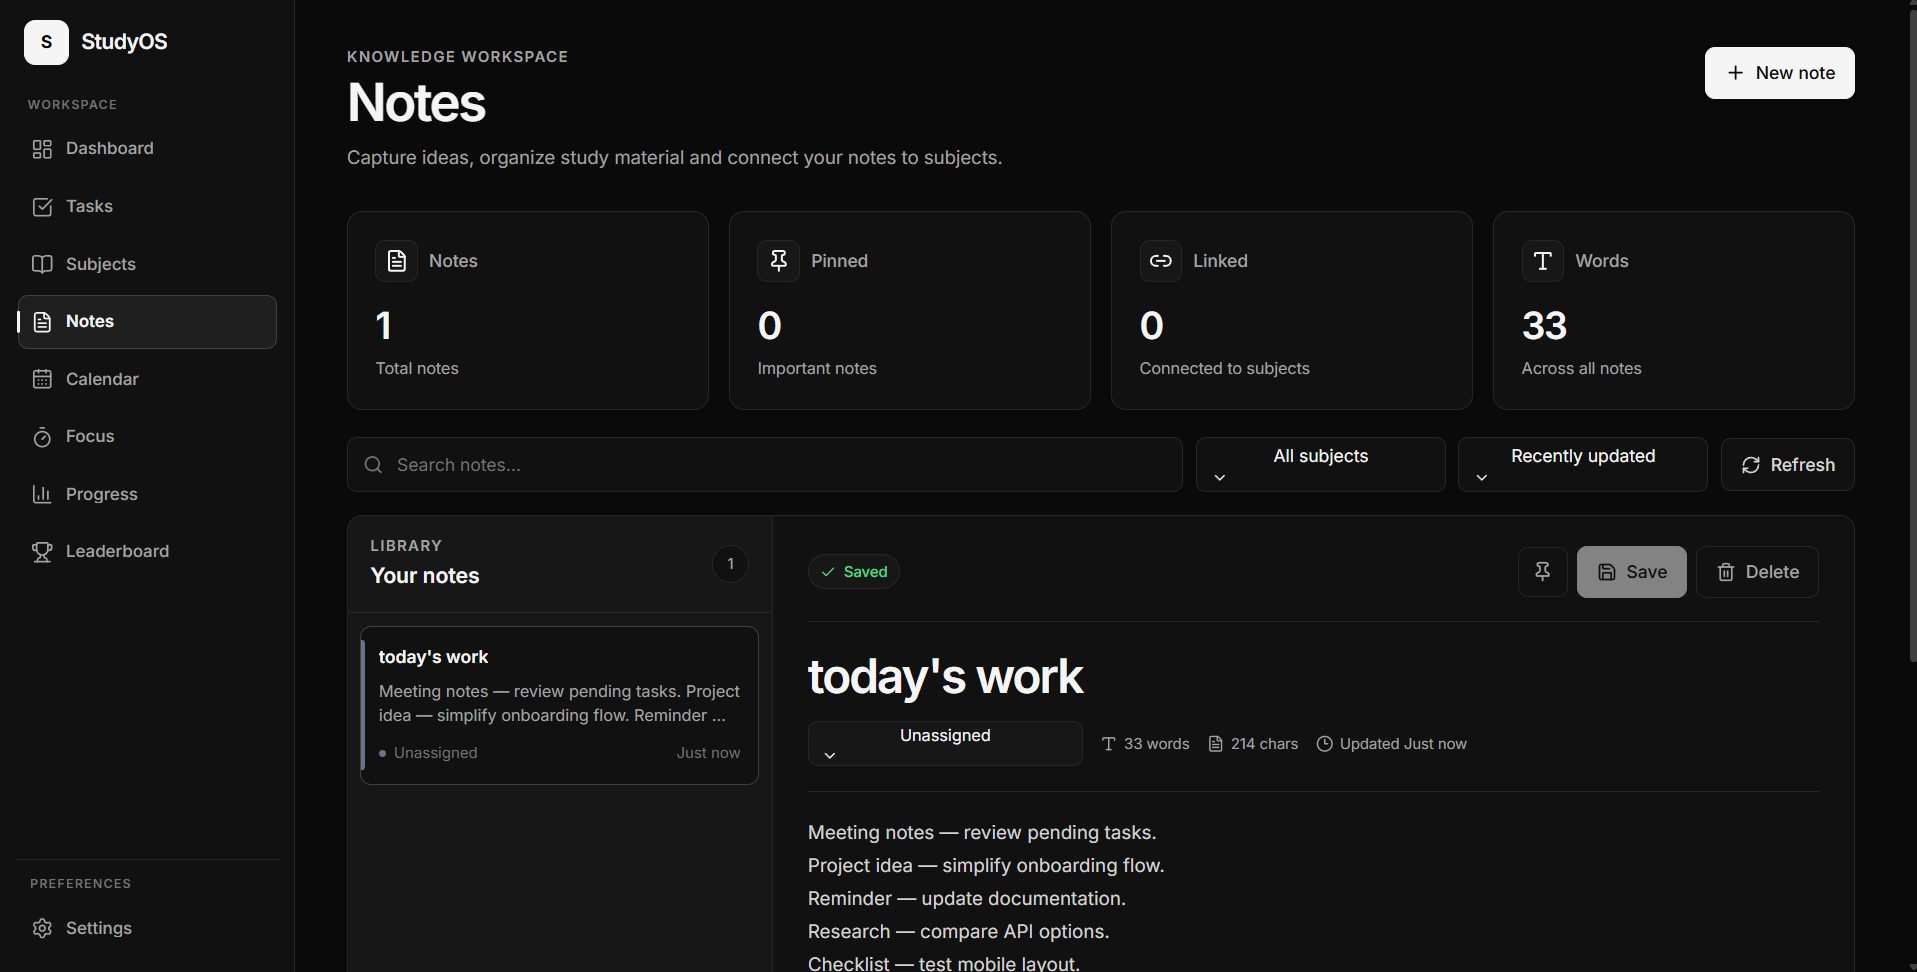 S
StudyOS
WORKSPACE
Dashboard
Tasks
Subjects
Notes
Calendar
Focus
Progress
Leaderboard
PREFERENCES
Settings
KNOWLEDGE WORKSPACE
Notes
Capture ideas, organize study material and connect your notes to subjects.
+ New note
Notes
1
Total notes
Pinned
0
Important notes
Linked
0
Connected to subjects
Words
33
Across all notes
Search notes...
All subjects
Recently updated
Refresh
LIBRARY
Your notes
1
today's work
Meeting notes — review pending tasks. Project
idea — simplify onboarding flow. Reminder ...
Unassigned
Just now
Saved
Save
Delete
today's work
Unassigned
33 words
214 chars
Updated Just now
Meeting notes — review pending tasks.
Project idea — simplify onboarding flow.
Reminder — update documentation.
Research — compare API options.
Checklist — test mobile layout.